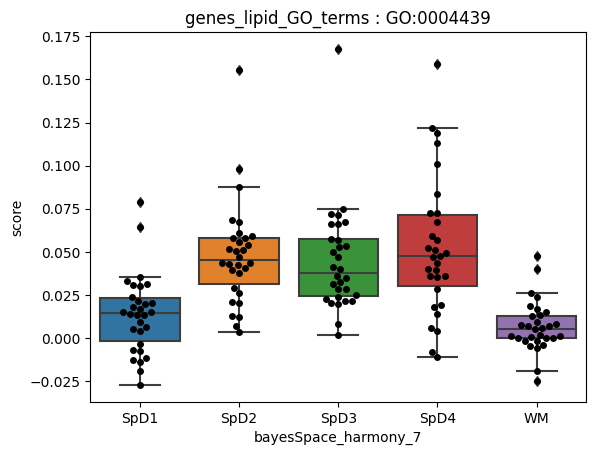 genes_lipid_GO_terms : GO:0004439
0.175
0.150
0.125
0.100
0.075
0.050
0.025
0.000
−0.025
score
SpD1 SpD2 SpD3 SpD4 WM
bayesSpace_harmony_7